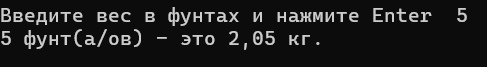 Введите вес в фунтах и нажмите Enter  5
5 фунт(а/ов) – это 2,05 кг.